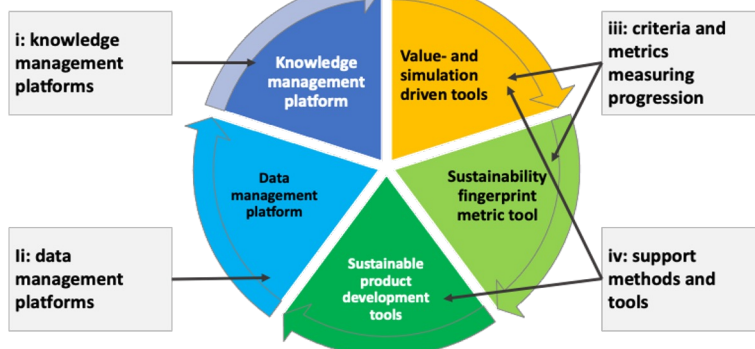 i: knowledge
management
platforms
Knowledge
management
platform
Value- and
simulation
driven tools
iii: criteria and
metrics
measuring
progression
Data
management
platform
Sustainability
fingerprint
metric tool
Ii: data
management
platforms
Sustainable
product
development
tools
iv: support
methods and
tools